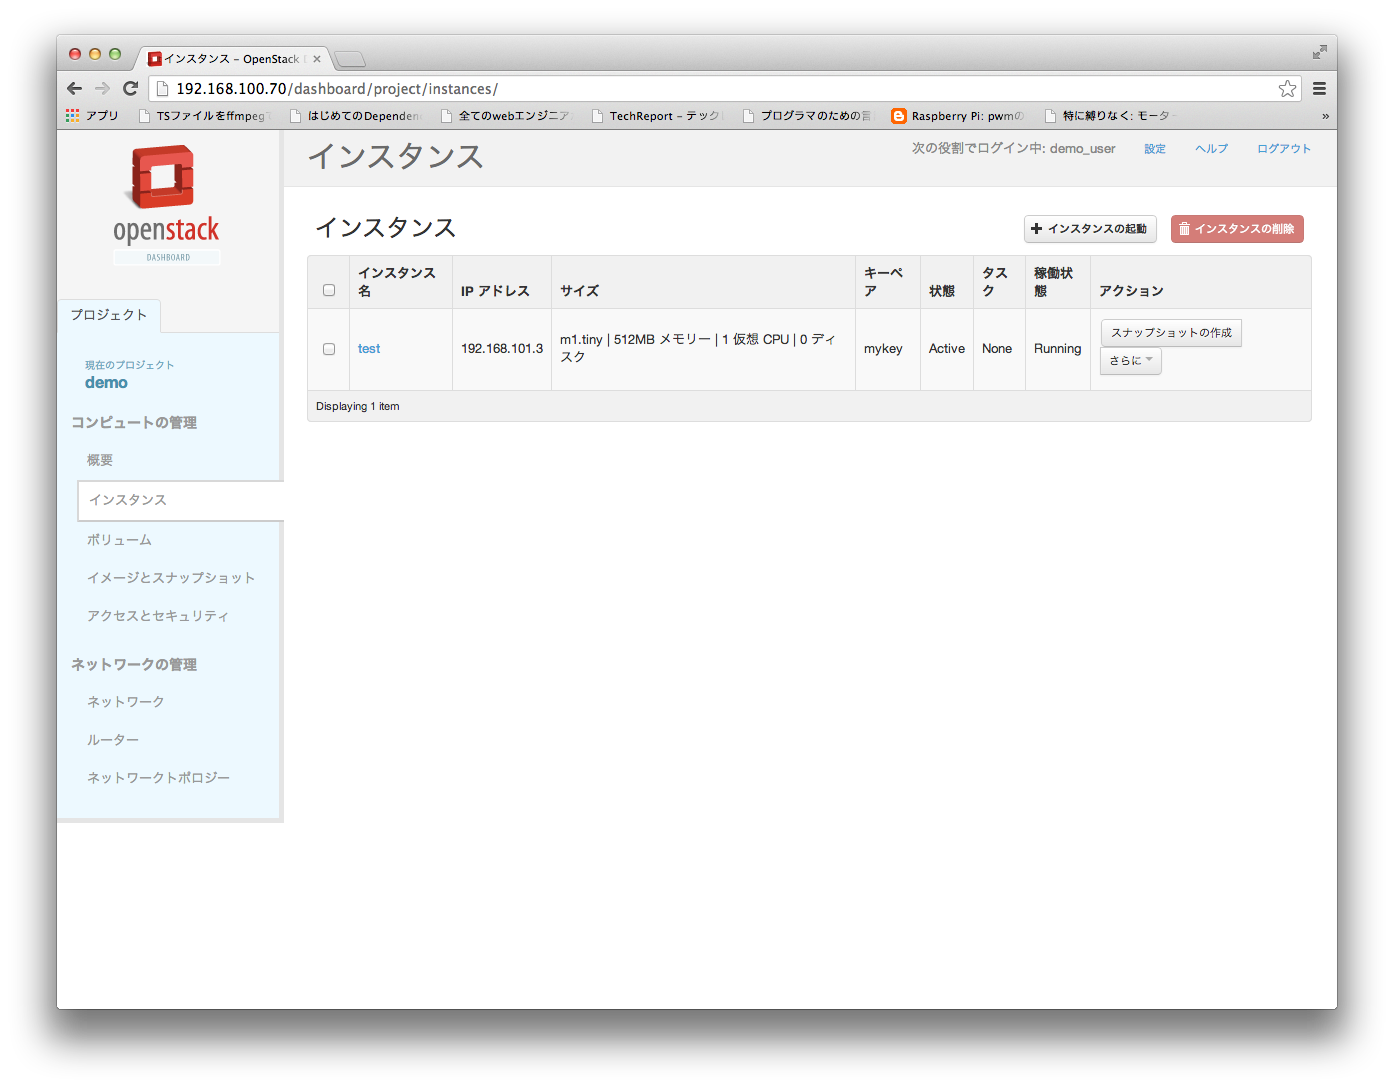 インスタンス - OpenStack
192.168.100.70/dashboard/project/instances/
アプリ
TSファイルをffmpegで
はじめてのDependen
全てのwebエンジニア
TechReport - テック
プログラマのための
Raspberry Pi: pwmの
特に縛りなく: モータ
»
openstack
DASHBOARD
インスタンス
次の役割でログイン中: demo_user
設定
ヘルプ
ログアウト
プロジェクト
現在のプロジェクト
demo
コンピュートの管理
概要
インスタンス
ボリューム
イメージとスナップショット
アクセスとセキュリティ
ネットワークの管理
ネットワーク
ルーター
ネットワークトポロジー
インスタンス
インスタンスの起動
インスタンスの削除
インスタンス名
IP アドレス
サイズ
キーペア
状態
タスク
稼働状態
アクション
test
192.168.101.3
m1.tiny | 512MB メモリー | 1 仮想 CPU | 0 ディ
スク
mykey
Active
None
Running
スナップショットの作成
さらに
Displaying 1 item